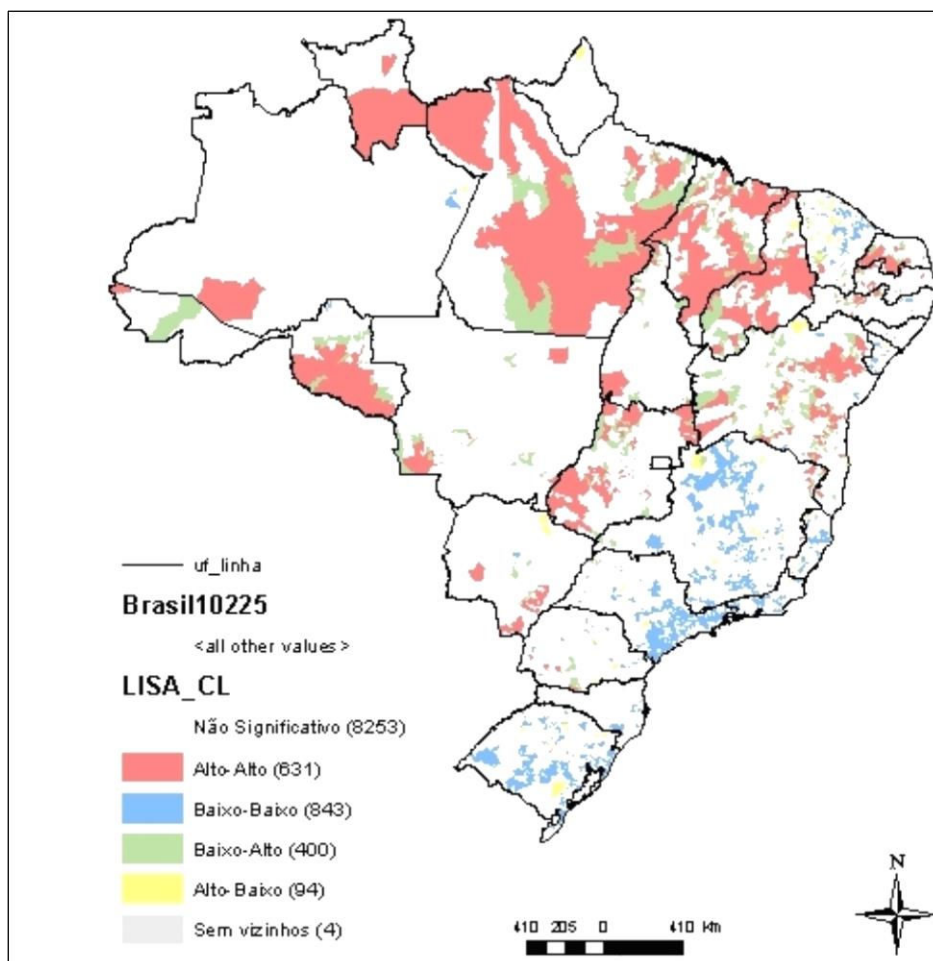 uf_linha
Brasil10225
<all other values>
LISA_CL
Não Significativo (8253)
Alto-Alto (631)
Baixo-Baixo (843)
Baixo-Alto (400)
Alto-Baixo (94)
Sem vizinhos (4)
N
410 205 0 410 Km